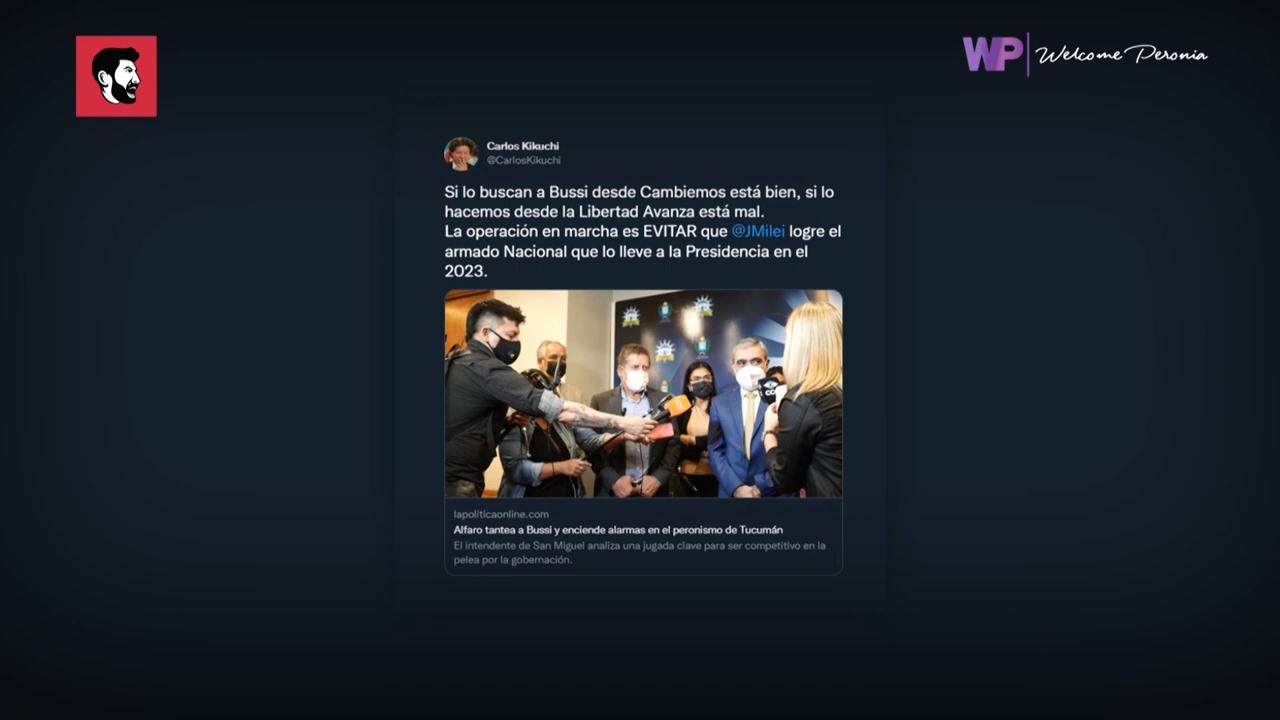 WP Welcome Peronia
Carlos Kikuchi
@CarlosKikuchi
Si lo buscan a Bussi desde Cambiemos está bien, si lo
hacemos desde la Libertad Avanza está mal.
La operación en marcha es EVITAR que @JMilei logre el
armado Nacional que lo lleve a la Presidencia en el
2023.
lapoliticaonline.com
Alfaro tantea a Bussi y enciende alarmas en el peronismo de Tucumán
El intendente de San Miguel analiza una jugada clave para ser competitivo en la
pelea por la gobernación.